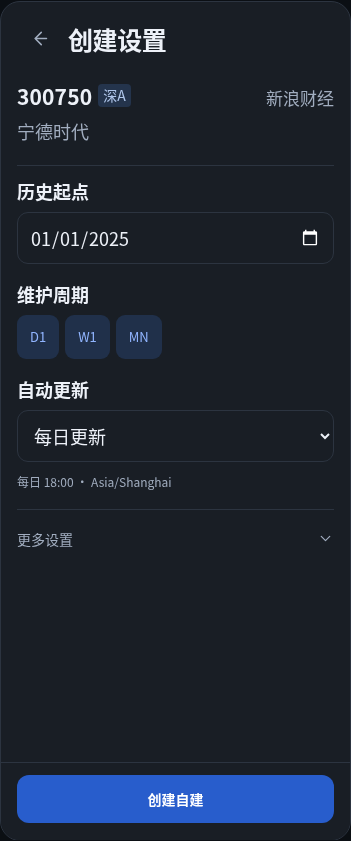 创建设置
300750 深A 新浪财经
宁德时代
历史起点
01/01/2025
维护周期
D1 W1 MN
自动更新
每日更新
每日 18:00 · Asia/Shanghai
更多设置
创建自建